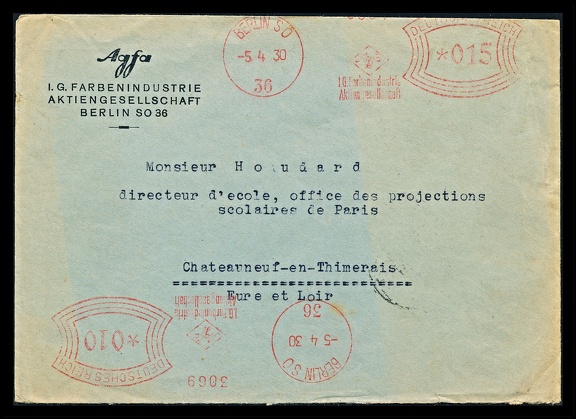 Agfa
I.G. FARBENINDUSTRIE
AKTIENGESELLSCHAFT
BERLIN SO 36
BERLIN SO
-5.4 30
36
I.G. Farbenindustrie
Aktiengesellschaft
DEUTSCHES REICH
*015
Monsieur Houdard
directeur d'ecole, office des projections
scolaires de Paris
Chateauneuf-en-Thimerais
Eure et Loir
DEUTSCHES REICH
*010
I.G. Farbenindustrie
Aktiengesellschaft
3069
BERLIN SO
-5.4 30
36